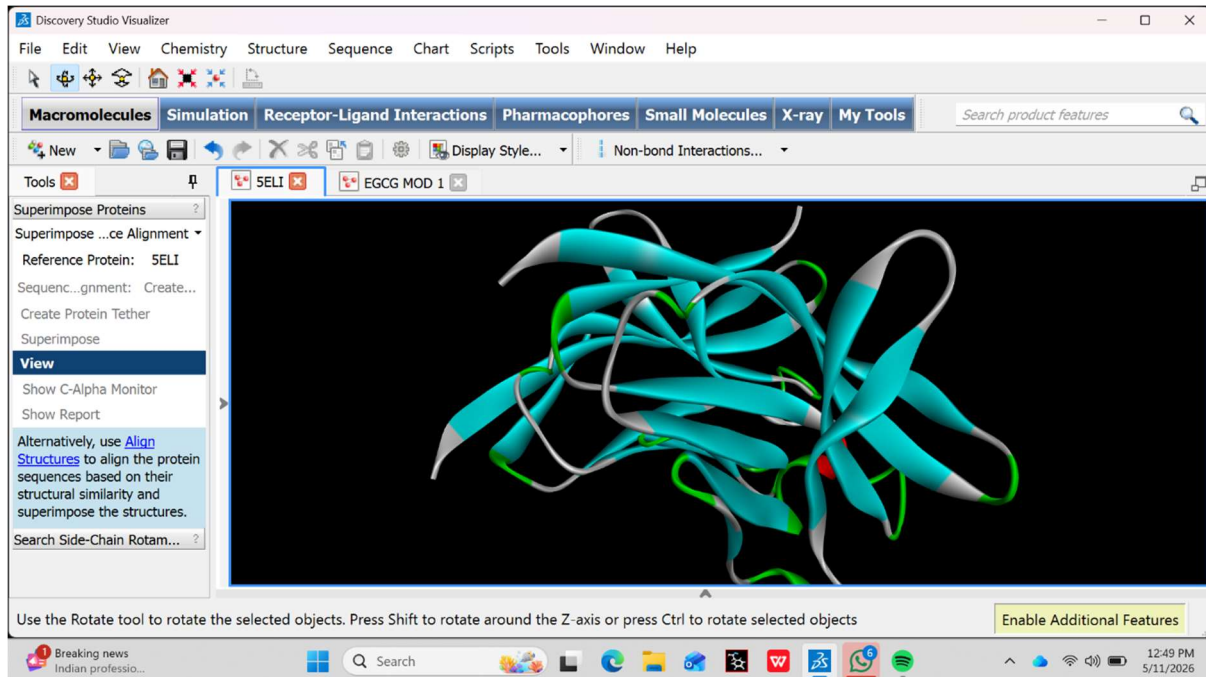 Discovery Studio Visualizer
File Edit View Chemistry Structure Sequence Chart Scripts Tools Window Help
Macromolecules Simulation Receptor-Ligand Interactions Pharmacophores Small Molecules X-ray My Tools Search product features
New Display Style... Non-bond Interactions...
Tools 5ELI EGCG MOD 1
Superimpose Proteins ?
Superimpose ...ce Alignment
Reference Protein: 5ELI
Sequenc...gnment: Create...
Create Protein Tether
Superimpose
View
Show C-Alpha Monitor
Show Report
Alternatively, use Align
Structures to align the protein
sequences based on their
structural similarity and
superimpose the structures.
Search Side-Chain Rotam... ?
Use the Rotate tool to rotate the selected objects. Press Shift to rotate around the Z-axis or press Ctrl to rotate selected objects Enable Additional Features
1 Breaking news
Indian professio...
Search
6
12:49 PM
5/11/2026